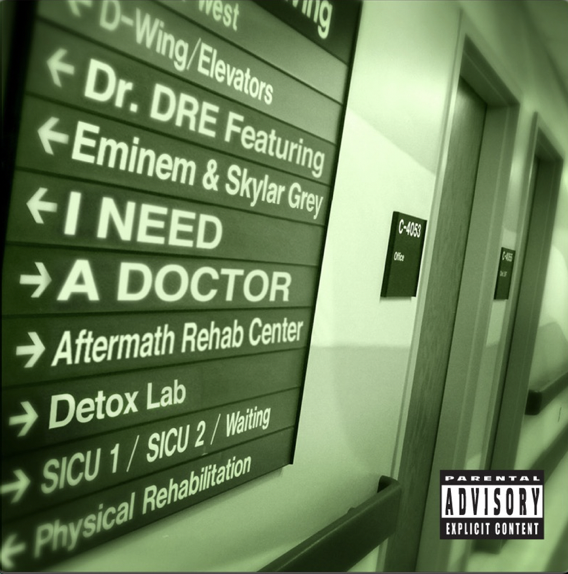 West
D-Wing/Elevators
Dr. DRE Featuring
Eminem & Skylar Grey
I NEED
A DOCTOR
Aftermath Rehab Center
Detox Lab
SICU 1 / SICU 2 / Waiting
Physical Rehabilitation
C-4053
Office
PARENTAL
ADVISORY
EXPLICIT CONTENT